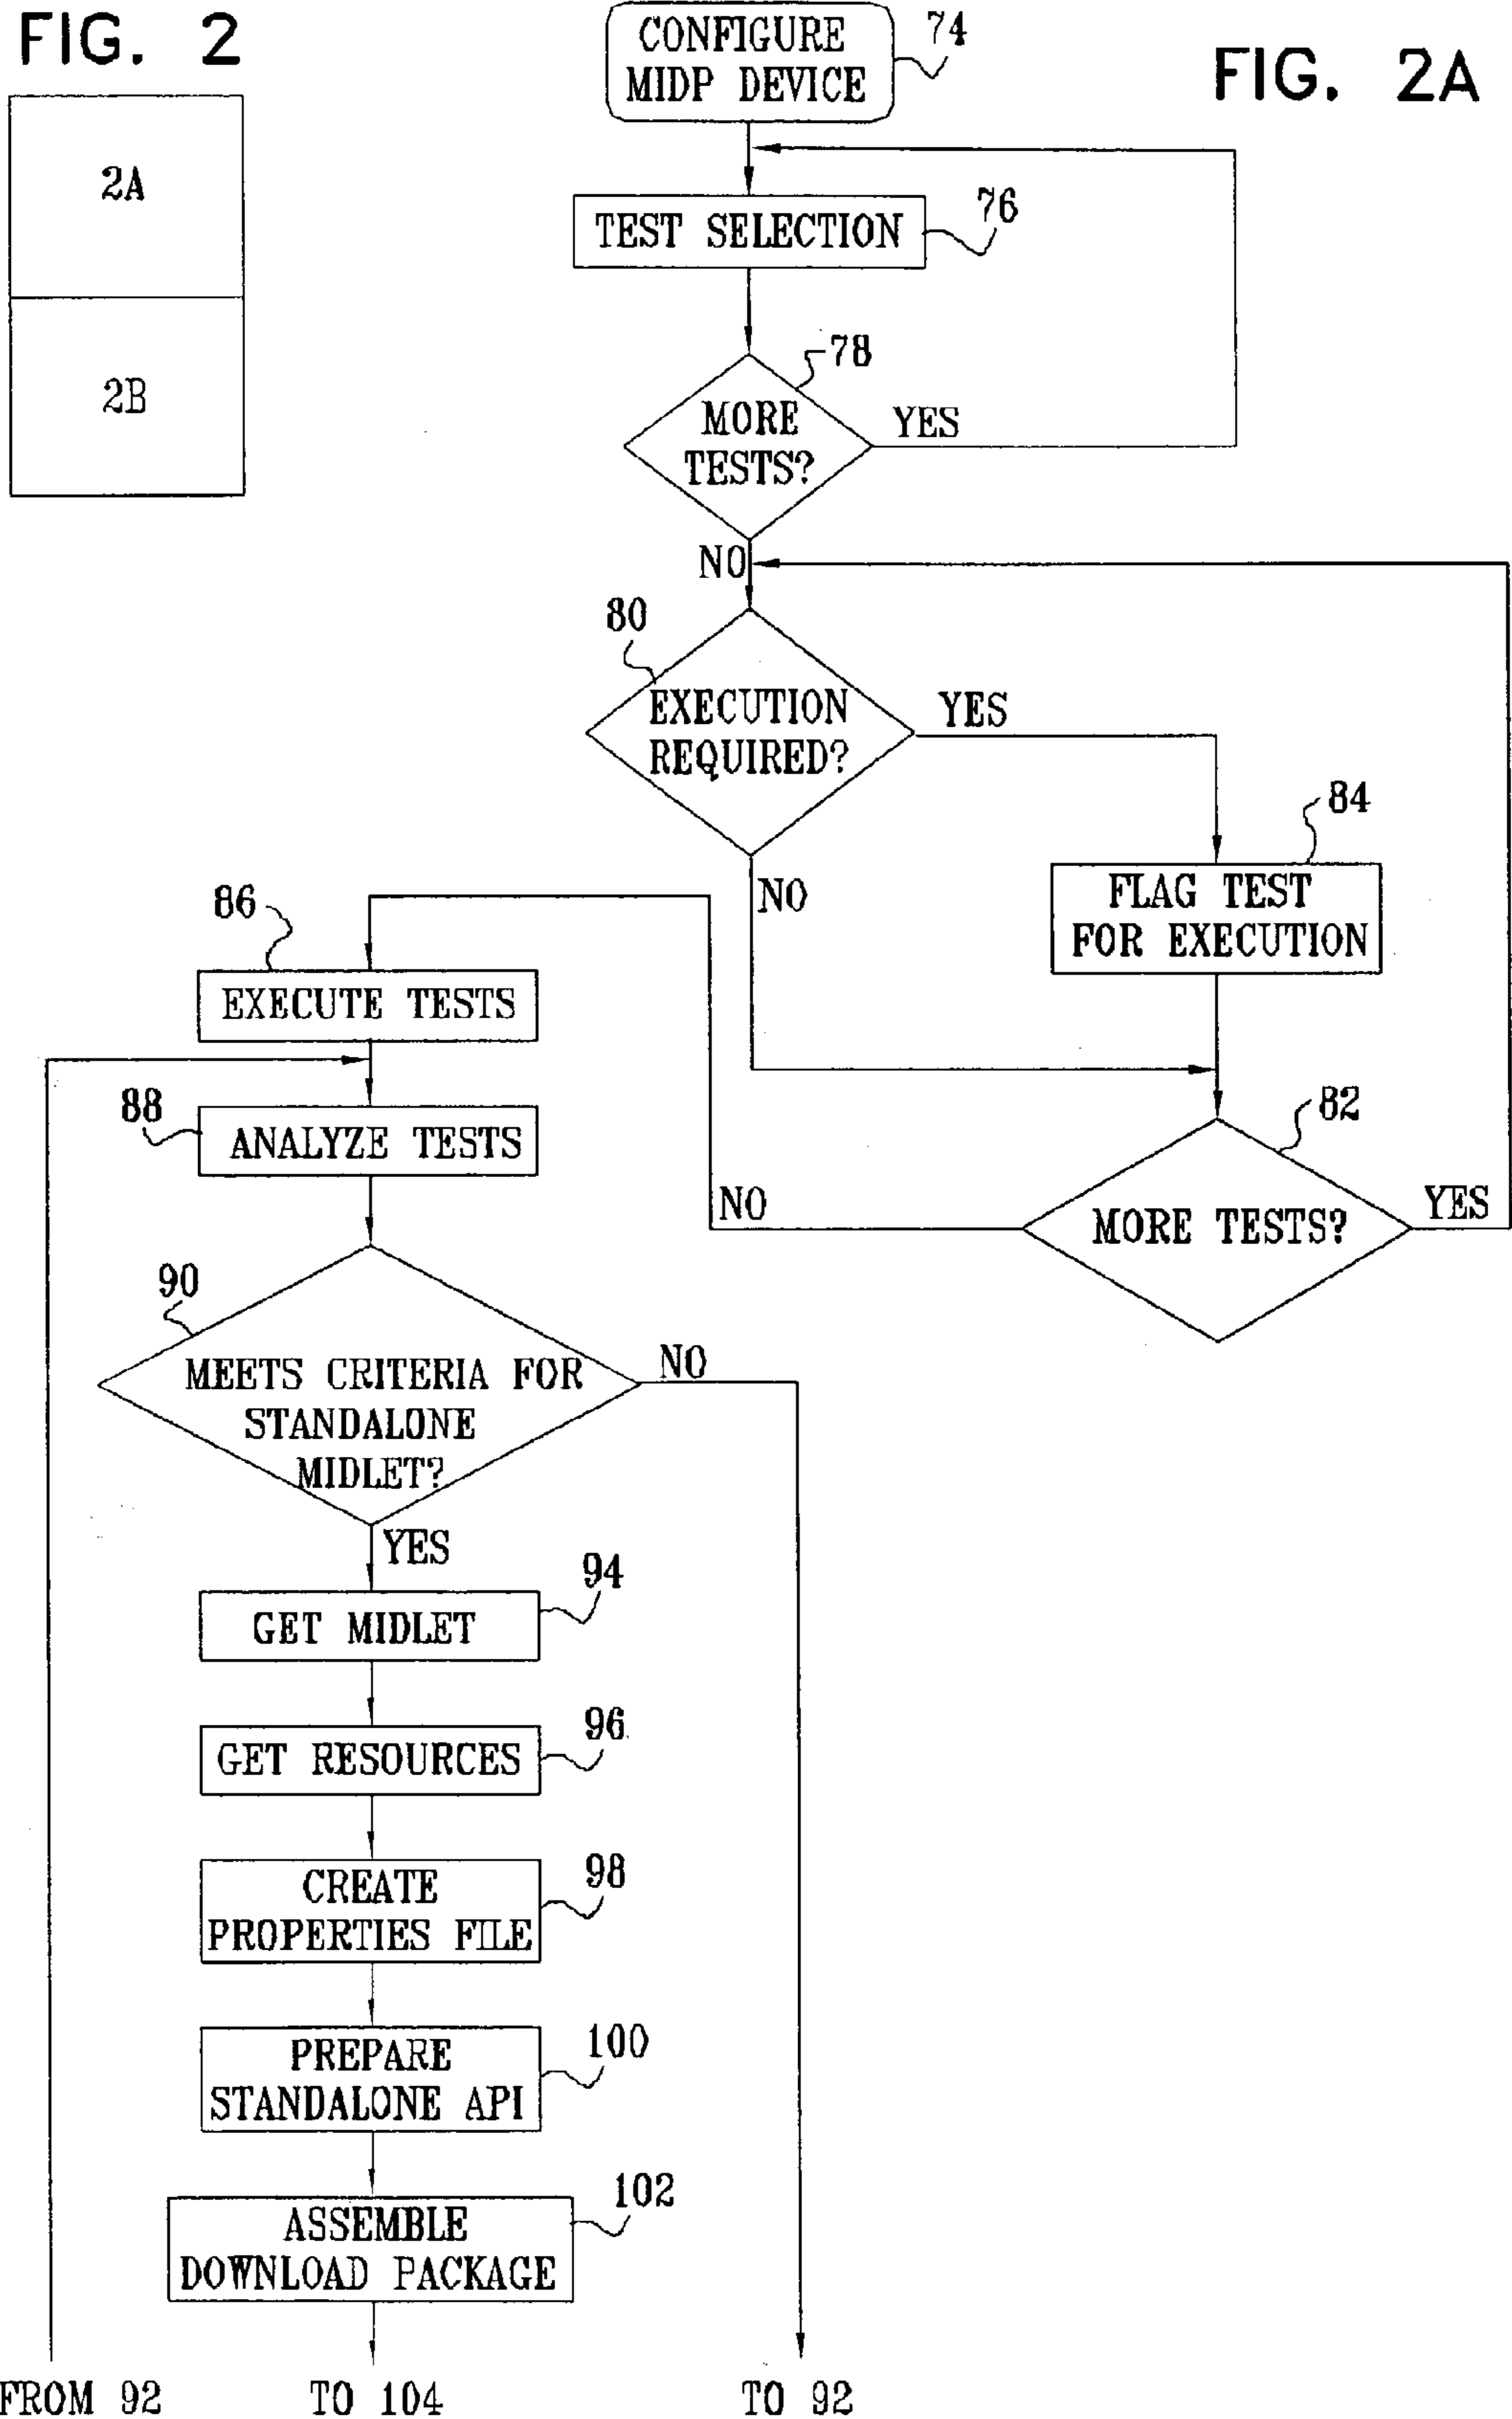 FIG. 2
2A
2B
FIG. 2A
CONFIGURE
MIDP DEVICE
74
TEST SELECTION
76
78
MORE
TESTS?
YES
NO
80
EXECUTION
REQUIRED?
YES
NO
84
FLAG TEST
FOR EXECUTION
86
EXECUTE TESTS
88
ANALYZE TESTS
82
MORE TESTS?
YES
NO
90
MEETS CRITERIA FOR
STANDALONE
MIDLET?
NO
YES
94
GET MIDLET
96
GET RESOURCES
98
CREATE
PROPERTIES FILE
100
PREPARE
STANDALONE API
102
ASSEMBLE
DOWNLOAD PACKAGE
FROM 92
TO 104
TO 92